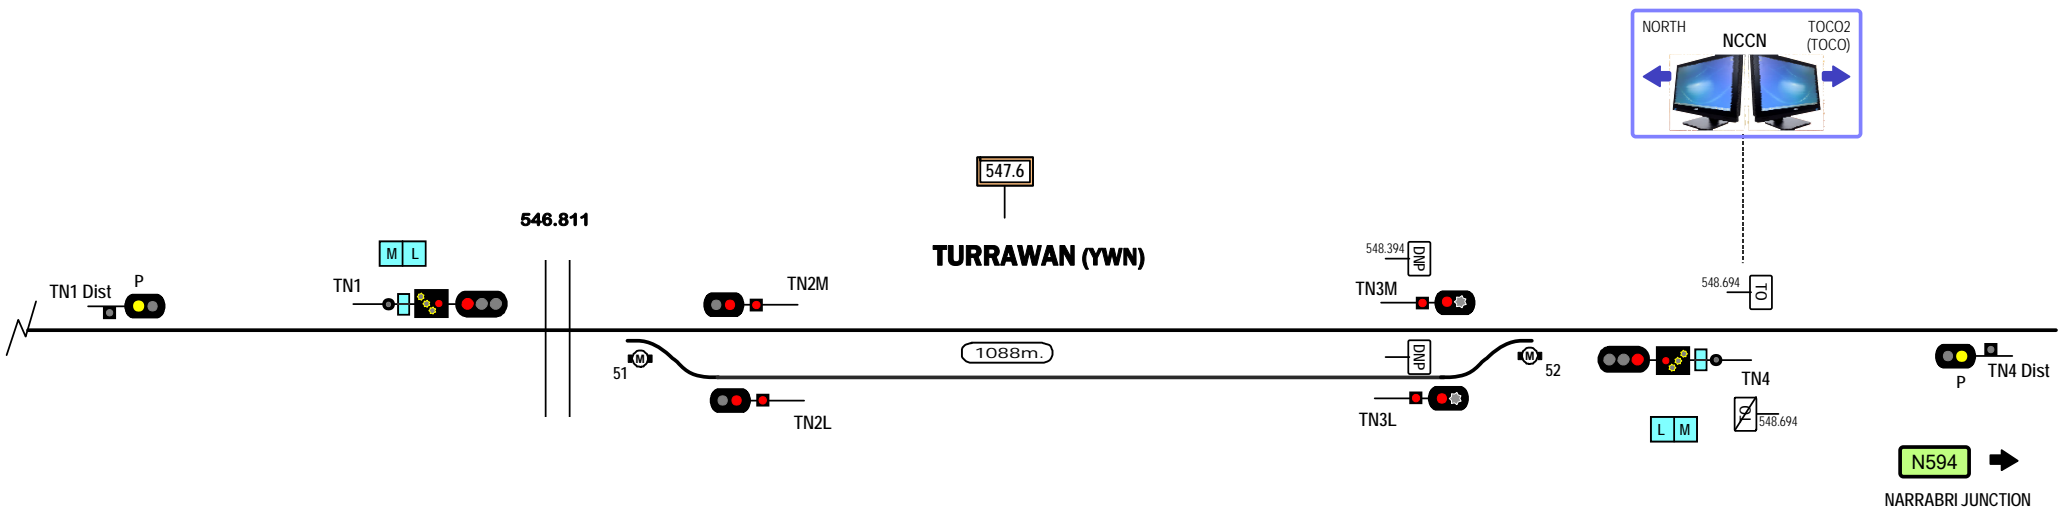 NORTH
TOCO2
NCCN
(TOCO)
547.6
546.811
TURRAWAN (YWN)
M L
548.394
DNP
TN1 Dist
P
TN1
TN2M
TN3M
548.694
TO
1088m.
DNP
M
51
M
52
TN4
P
TN4 Dist
TN2L
TN3L
TO
548.694
L M
N594
NARRABRI JUNCTION